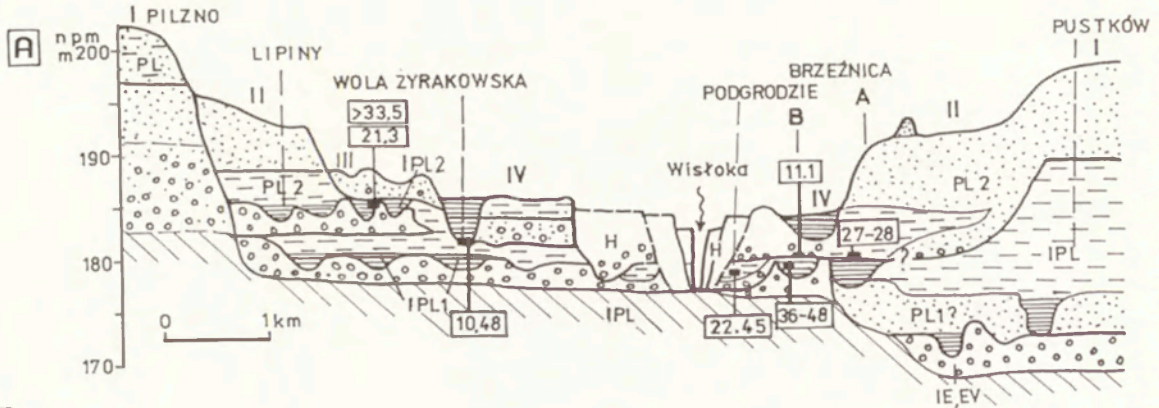 A
I PILZNO
n p m
m 200
190
180
170
PL
LIPINY
II
WOLA ŻYRAKOWSKA
>33,5
21,3
III
IPL2
PL 2
IV
H
IPL1
10,48
0 1 km
IPL
Wisłoka
H
PODGRODZIE
BRZEŹNICA
B
A
11.1
IV
27-28
?
22.45
36-48
II
PL 2
PUSTKÓW
I
IPL
PL1?
IE, EV